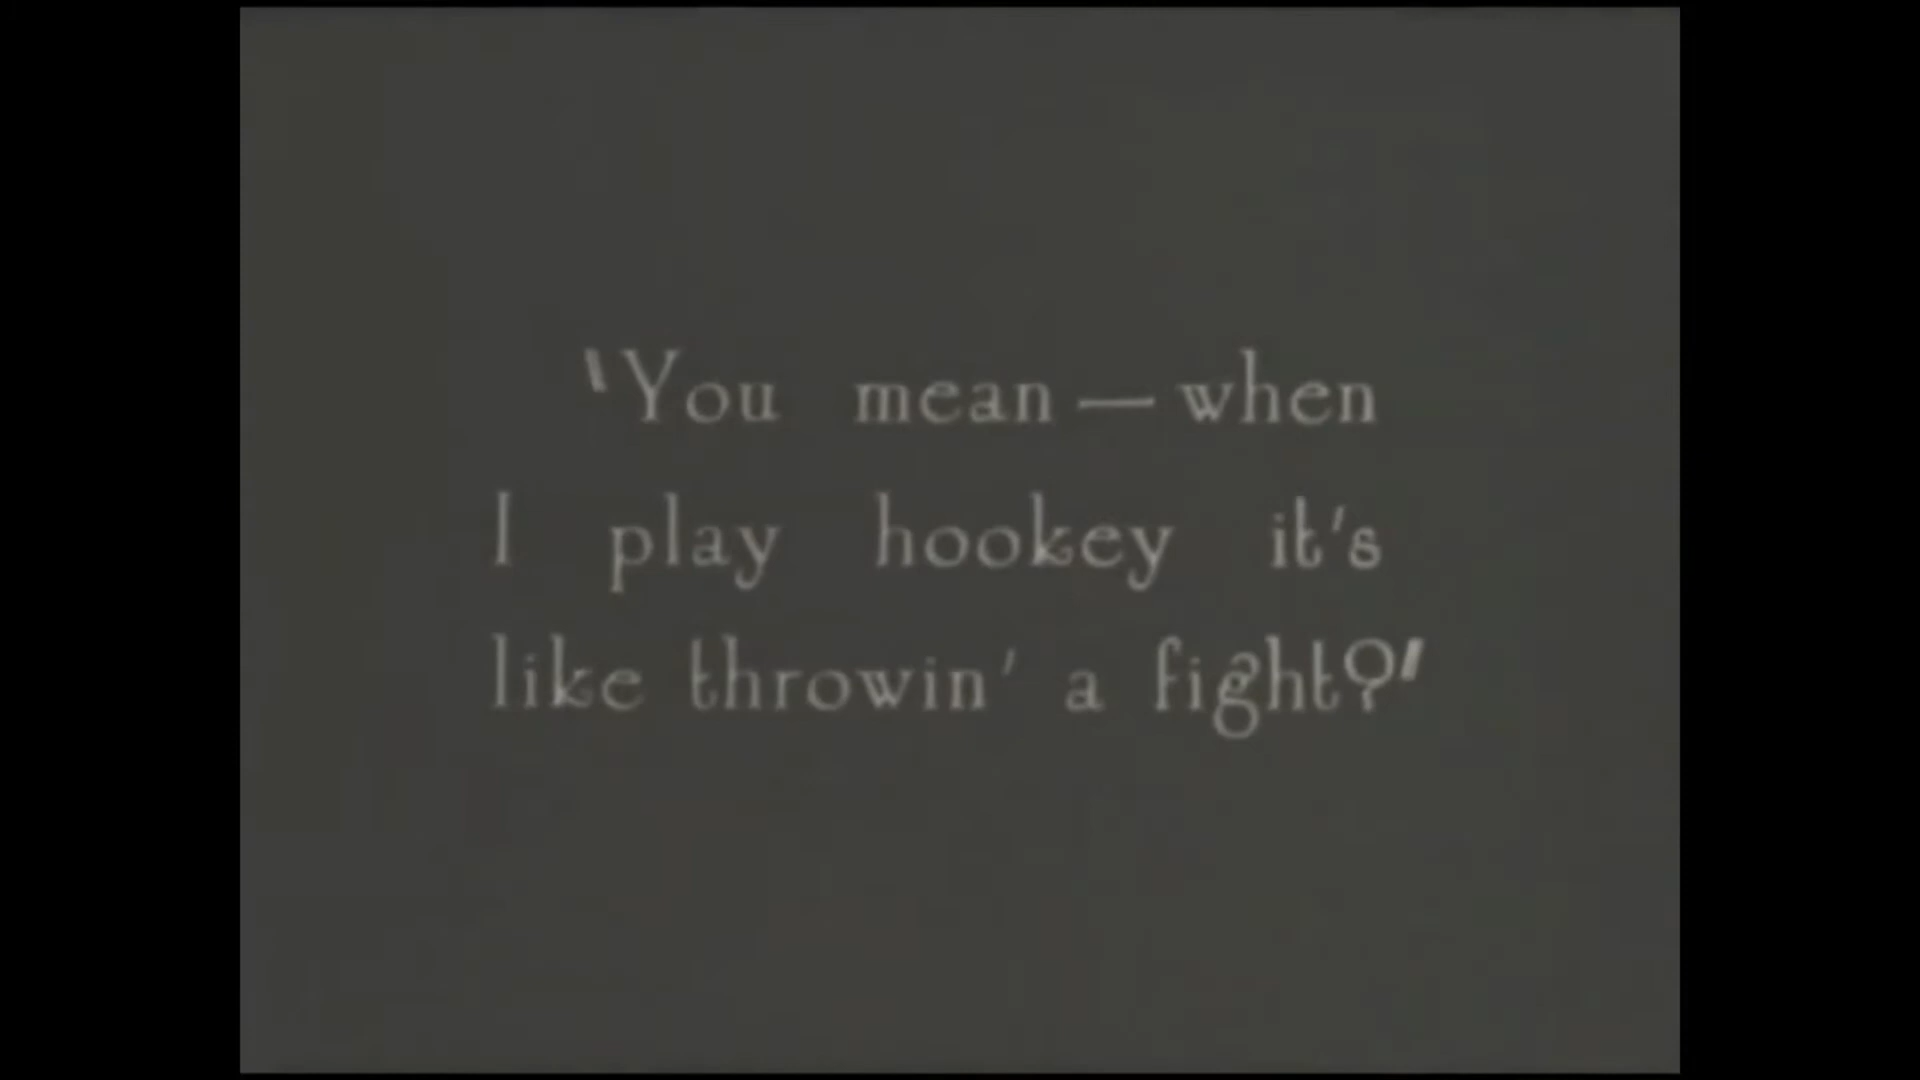 "You mean — when
I play hookey it's
like throwin' a fight?"